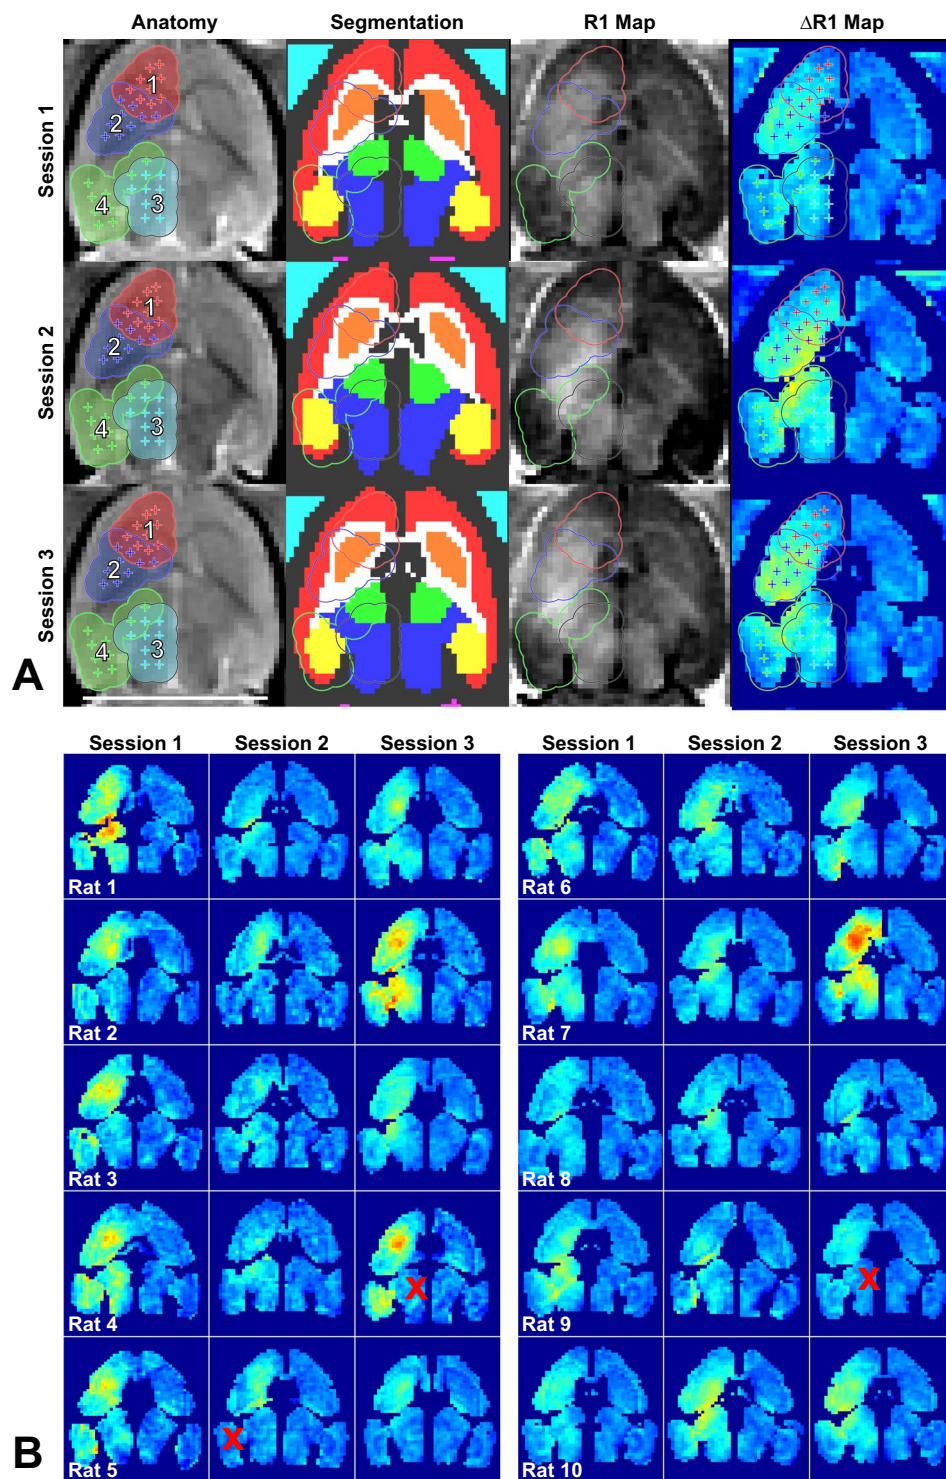 Anatomy Segmentation R1 Map ΔR1 Map
Session 1
1
2
3
4
Session 2
1
2
3
4
Session 3
1
2
3
4
A
Session 1 Session 2 Session 3 Session 1 Session 2 Session 3
Rat 1 Rat 6
Rat 2 Rat 7
Rat 3 Rat 8
X X
Rat 4 Rat 9
X
Rat 5 Rat 10
B